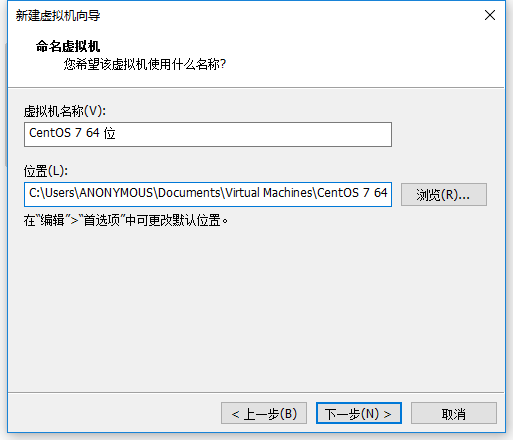 新建虚拟机向导
命名虚拟机
您希望该虚拟机使用什么名称?
虚拟机名称(V):
CentOS 7 64 位
位置(L):
C:\Users\ANONYMOUS\Documents\Virtual Machines\CentOS 7 64
浏览(R)...
在“编辑”>“首选项”中可更改默认位置。
< 上一步(B)
下一步(N) >
取消